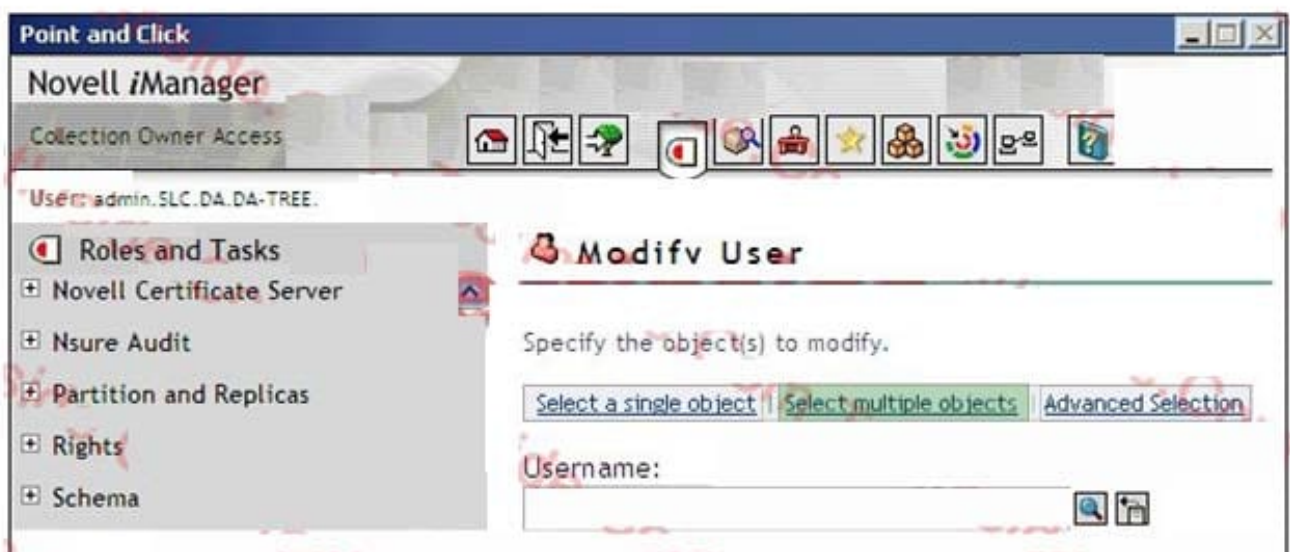 Point and Click
Novell iManager
Collection Owner Access
User: admin.SLC.DA.DA-TREE.
Roles and Tasks
Novell Certificate Server
Nsure Audit
Partition and Replicas
Rights
Schema
Modify User
Specify the object(s) to modify.
Select a single object | Select multiple objects | Advanced Selection
Username: